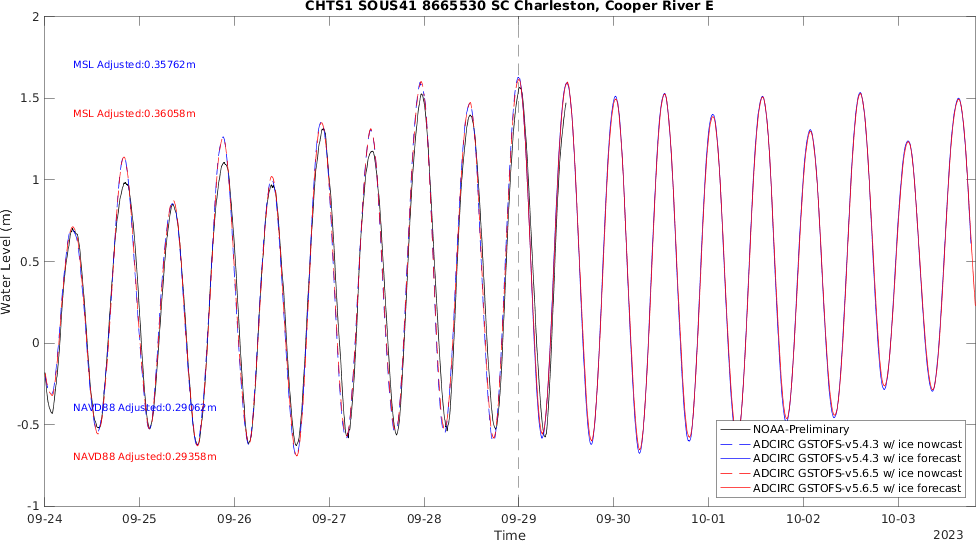 CHTS1 SOUS41 8665530 SC Charleston, Cooper River E
2
1.5
1
0.5
0
-0.5
-1
Water Level (m)
MSL Adjusted:0.35762m
MSL Adjusted:0.36058m
NAVD88 Adjusted:0.29062m
NAVD88 Adjusted:0.29358m
NOAA-Preliminary
ADCIRC GSTOFS-v5.4.3 w/ ice nowcast
ADCIRC GSTOFS-v5.4.3 w/ ice forecast
ADCIRC GSTOFS-v5.6.5 w/ ice nowcast
ADCIRC GSTOFS-v5.6.5 w/ ice forecast
09-24 09-25 09-26 09-27 09-28 09-29 09-30 10-01 10-02 10-03
Time
2023